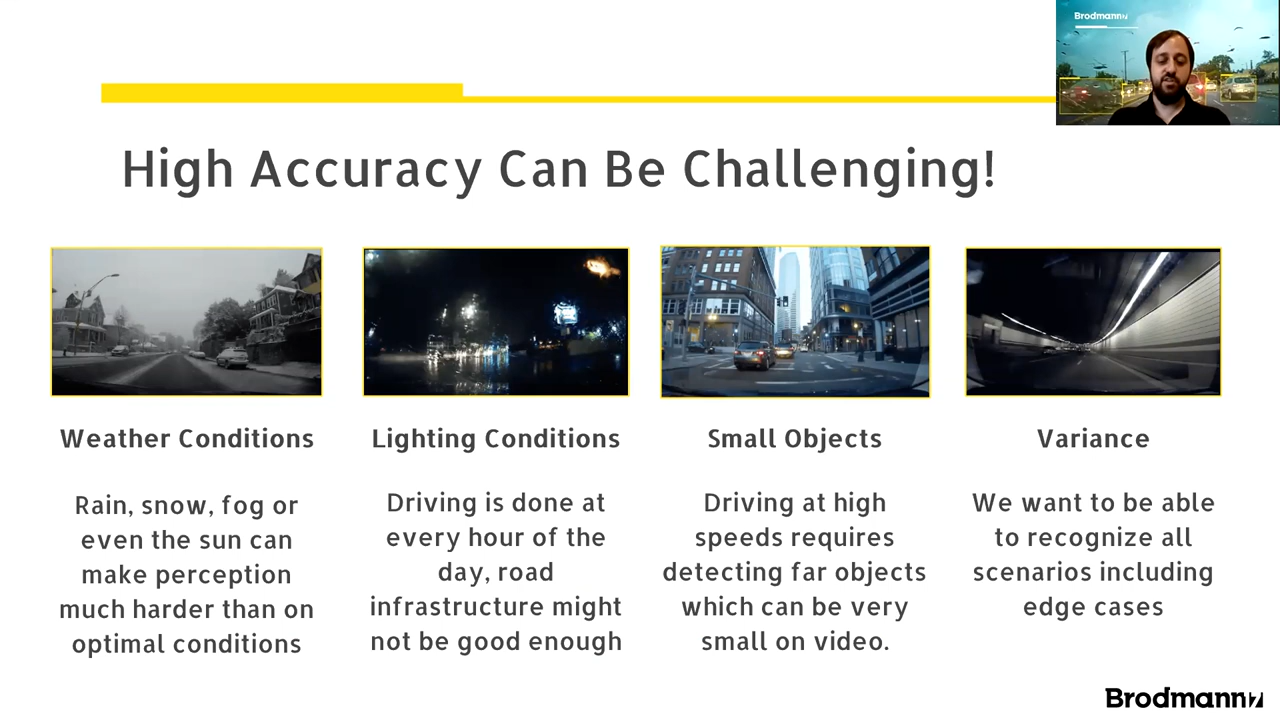 Brodmann17
High Accuracy Can Be Challenging!
Weather Conditions
Rain, snow, fog or
even the sun can
make perception
much harder than on
optimal conditions
Lighting Conditions
Driving is done at
every hour of the
day, road
infrastructure might
not be good enough
Small Objects
Driving at high
speeds requires
detecting far objects
which can be very
small on video.
Variance
We want to be able
to recognize all
scenarios including
edge cases
Brodmann17